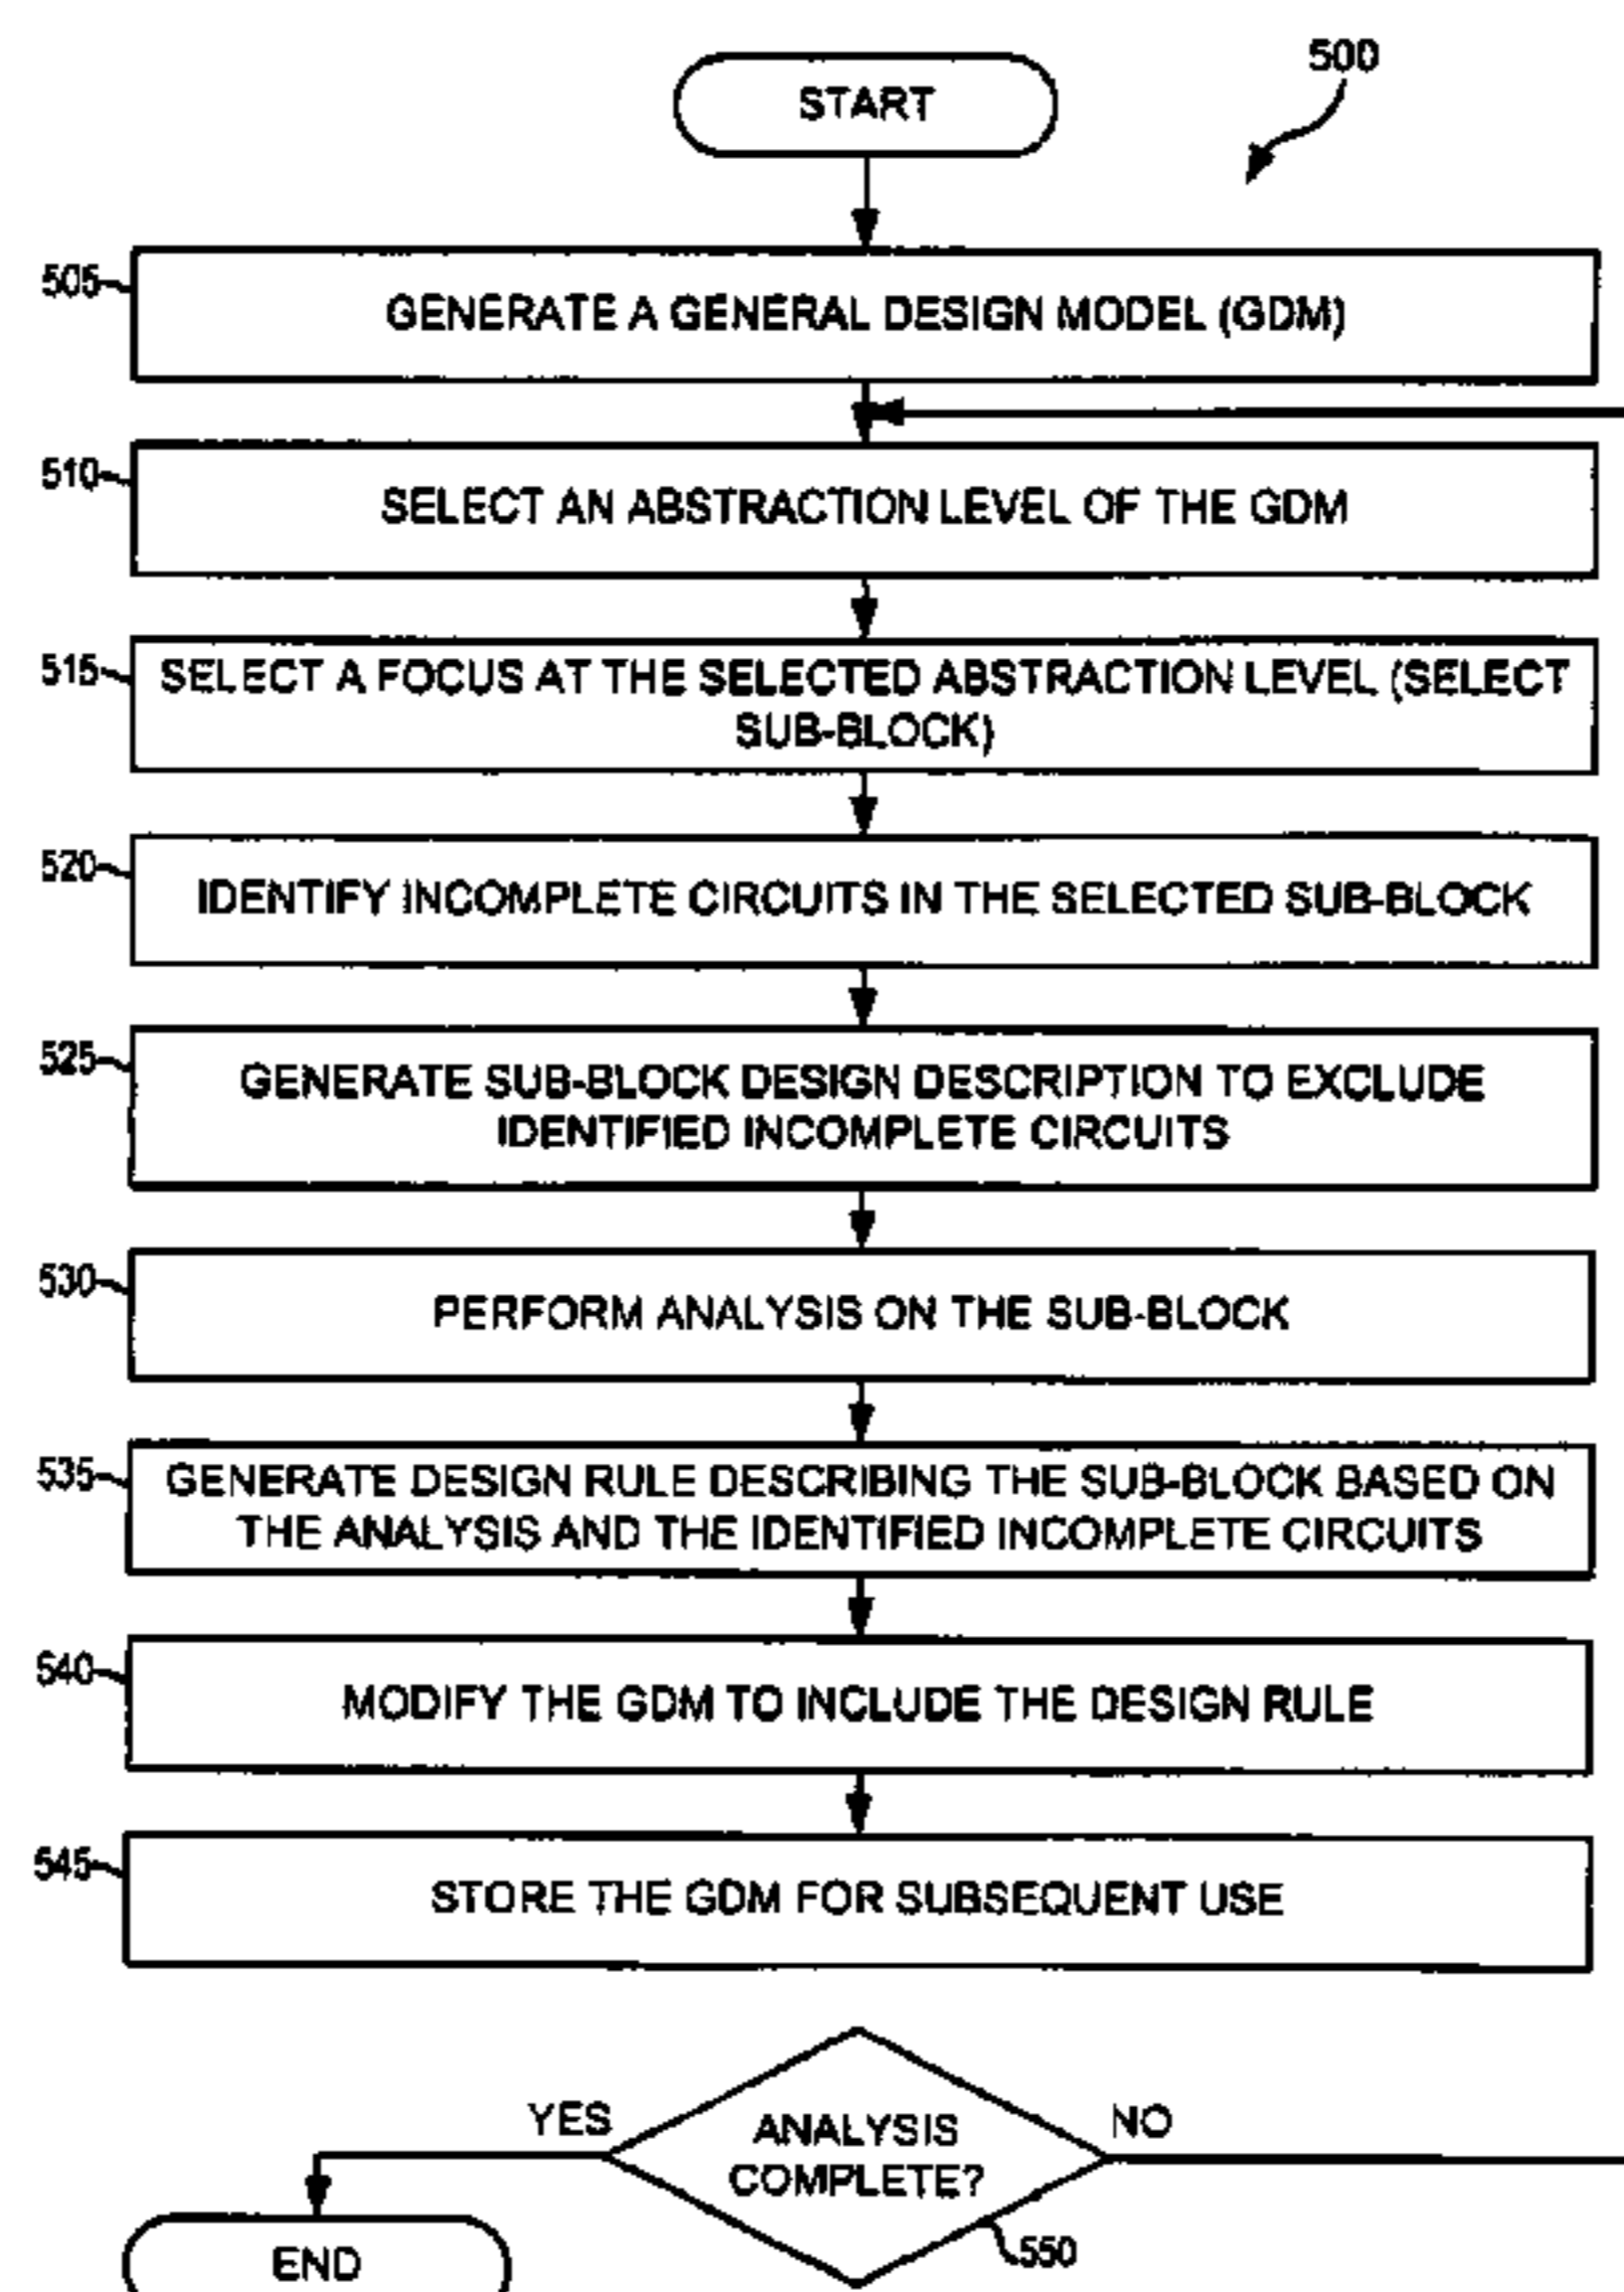 500
START
505
GENERATE A GENERAL DESIGN MODEL (GDM)
510
SELECT AN ABSTRACTION LEVEL OF THE GDM
515
SELECT A FOCUS AT THE SELECTED ABSTRACTION LEVEL (SELECT
SUB-BLOCK)
520
IDENTIFY INCOMPLETE CIRCUITS IN THE SELECTED SUB-BLOCK
525
GENERATE SUB-BLOCK DESIGN DESCRIPTION TO EXCLUDE
IDENTIFIED INCOMPLETE CIRCUITS
530
PERFORM ANALYSIS ON THE SUB-BLOCK
535
GENERATE DESIGN RULE DESCRIBING THE SUB-BLOCK BASED ON
THE ANALYSIS AND THE IDENTIFIED INCOMPLETE CIRCUITS
540
MODIFY THE GDM TO INCLUDE THE DESIGN RULE
545
STORE THE GDM FOR SUBSEQUENT USE
YES
ANALYSIS
COMPLETE?
NO
550
END